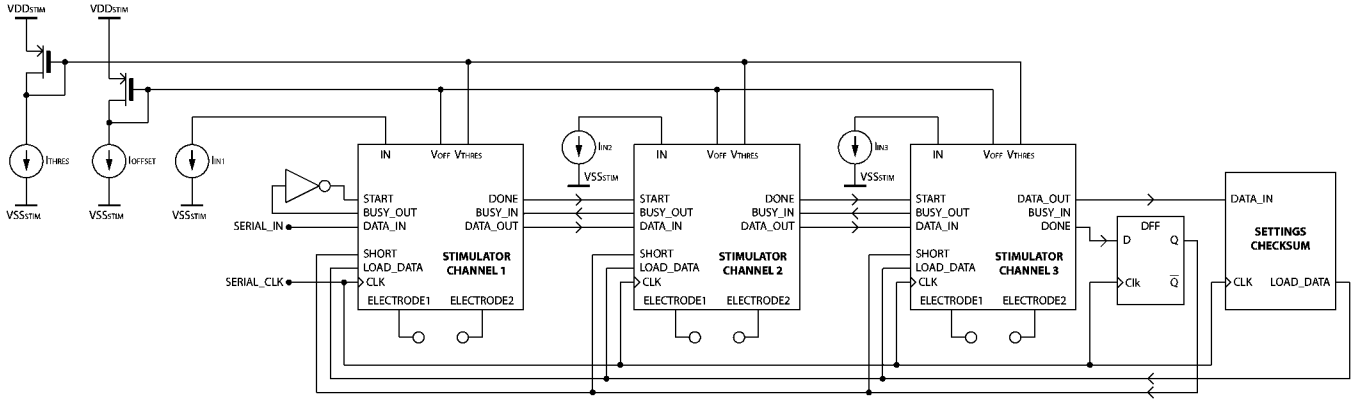 VDDSTIM
VDDSTIM
ITHRES
IOFFSET
IIN1
IIN2
IIN3
VSSSTIM
VSSSTIM
VSSSTIM
VSSSTIM
VSSSTIM
SERIAL_IN
SERIAL_CLK
IN
VOFF VTHRES
START
BUSY_OUT
DATA_IN
SHORT
LOAD_DATA
CLK
DONE
BUSY_IN
DATA_OUT
STIMULATOR
CHANNEL 1
ELECTRODE1
ELECTRODE2
IN
VOFF VTHRES
START
BUSY_OUT
DATA_IN
SHORT
LOAD_DATA
CLK
DONE
BUSY_IN
DATA_OUT
STIMULATOR
CHANNEL 2
ELECTRODE1
ELECTRODE2
IN
VOFF VTHRES
START
BUSY_OUT
DATA_IN
SHORT
LOAD_DATA
CLK
DATA_OUT
BUSY_IN
DONE
STIMULATOR
CHANNEL 3
ELECTRODE1
ELECTRODE2
DFF
D
Q
Clk
Q̅
DATA_IN
SETTINGS
CHECKSUM
CLK
LOAD_DATA